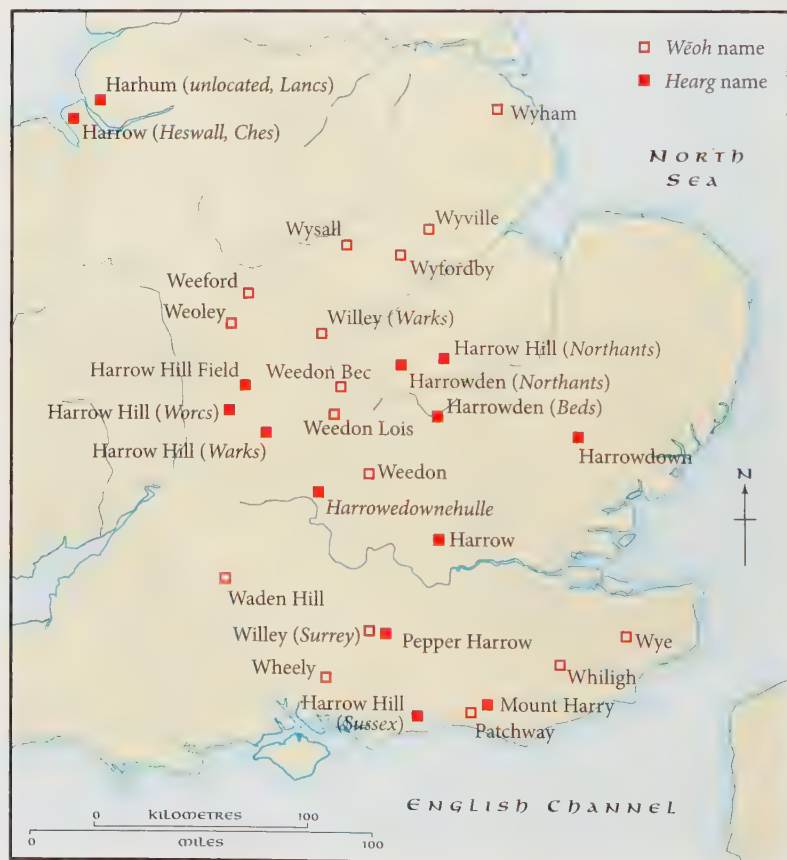 Wēoh name
Hearg name
Harhum (unlocated, Lancs)
Harrow (Heswall, Ches)
Wyham
NORTH
SEA
Wyville
Wysall
Wyfordby
Weeford
Weoley
Willey (Warks)
Harrow Hill (Northants)
Harrow Hill Field
Weedon Bec
Harrowden (Northants)
Harrow Hill (Worcs)
Harrowden (Beds)
Weedon Lois
Harrow Hill (Warks)
Harrowdown
Weedon
N
Harrowedownehulle
Harrow
Waden Hill
Willey (Surrey)
Pepper Harrow
Wye
Wheely
Whiligh
Harrow Hill
(Sussex)
Mount Harry
Patchway
ENGLISH CHANNEL
0 KILOMETRES 100
0 MILES 100